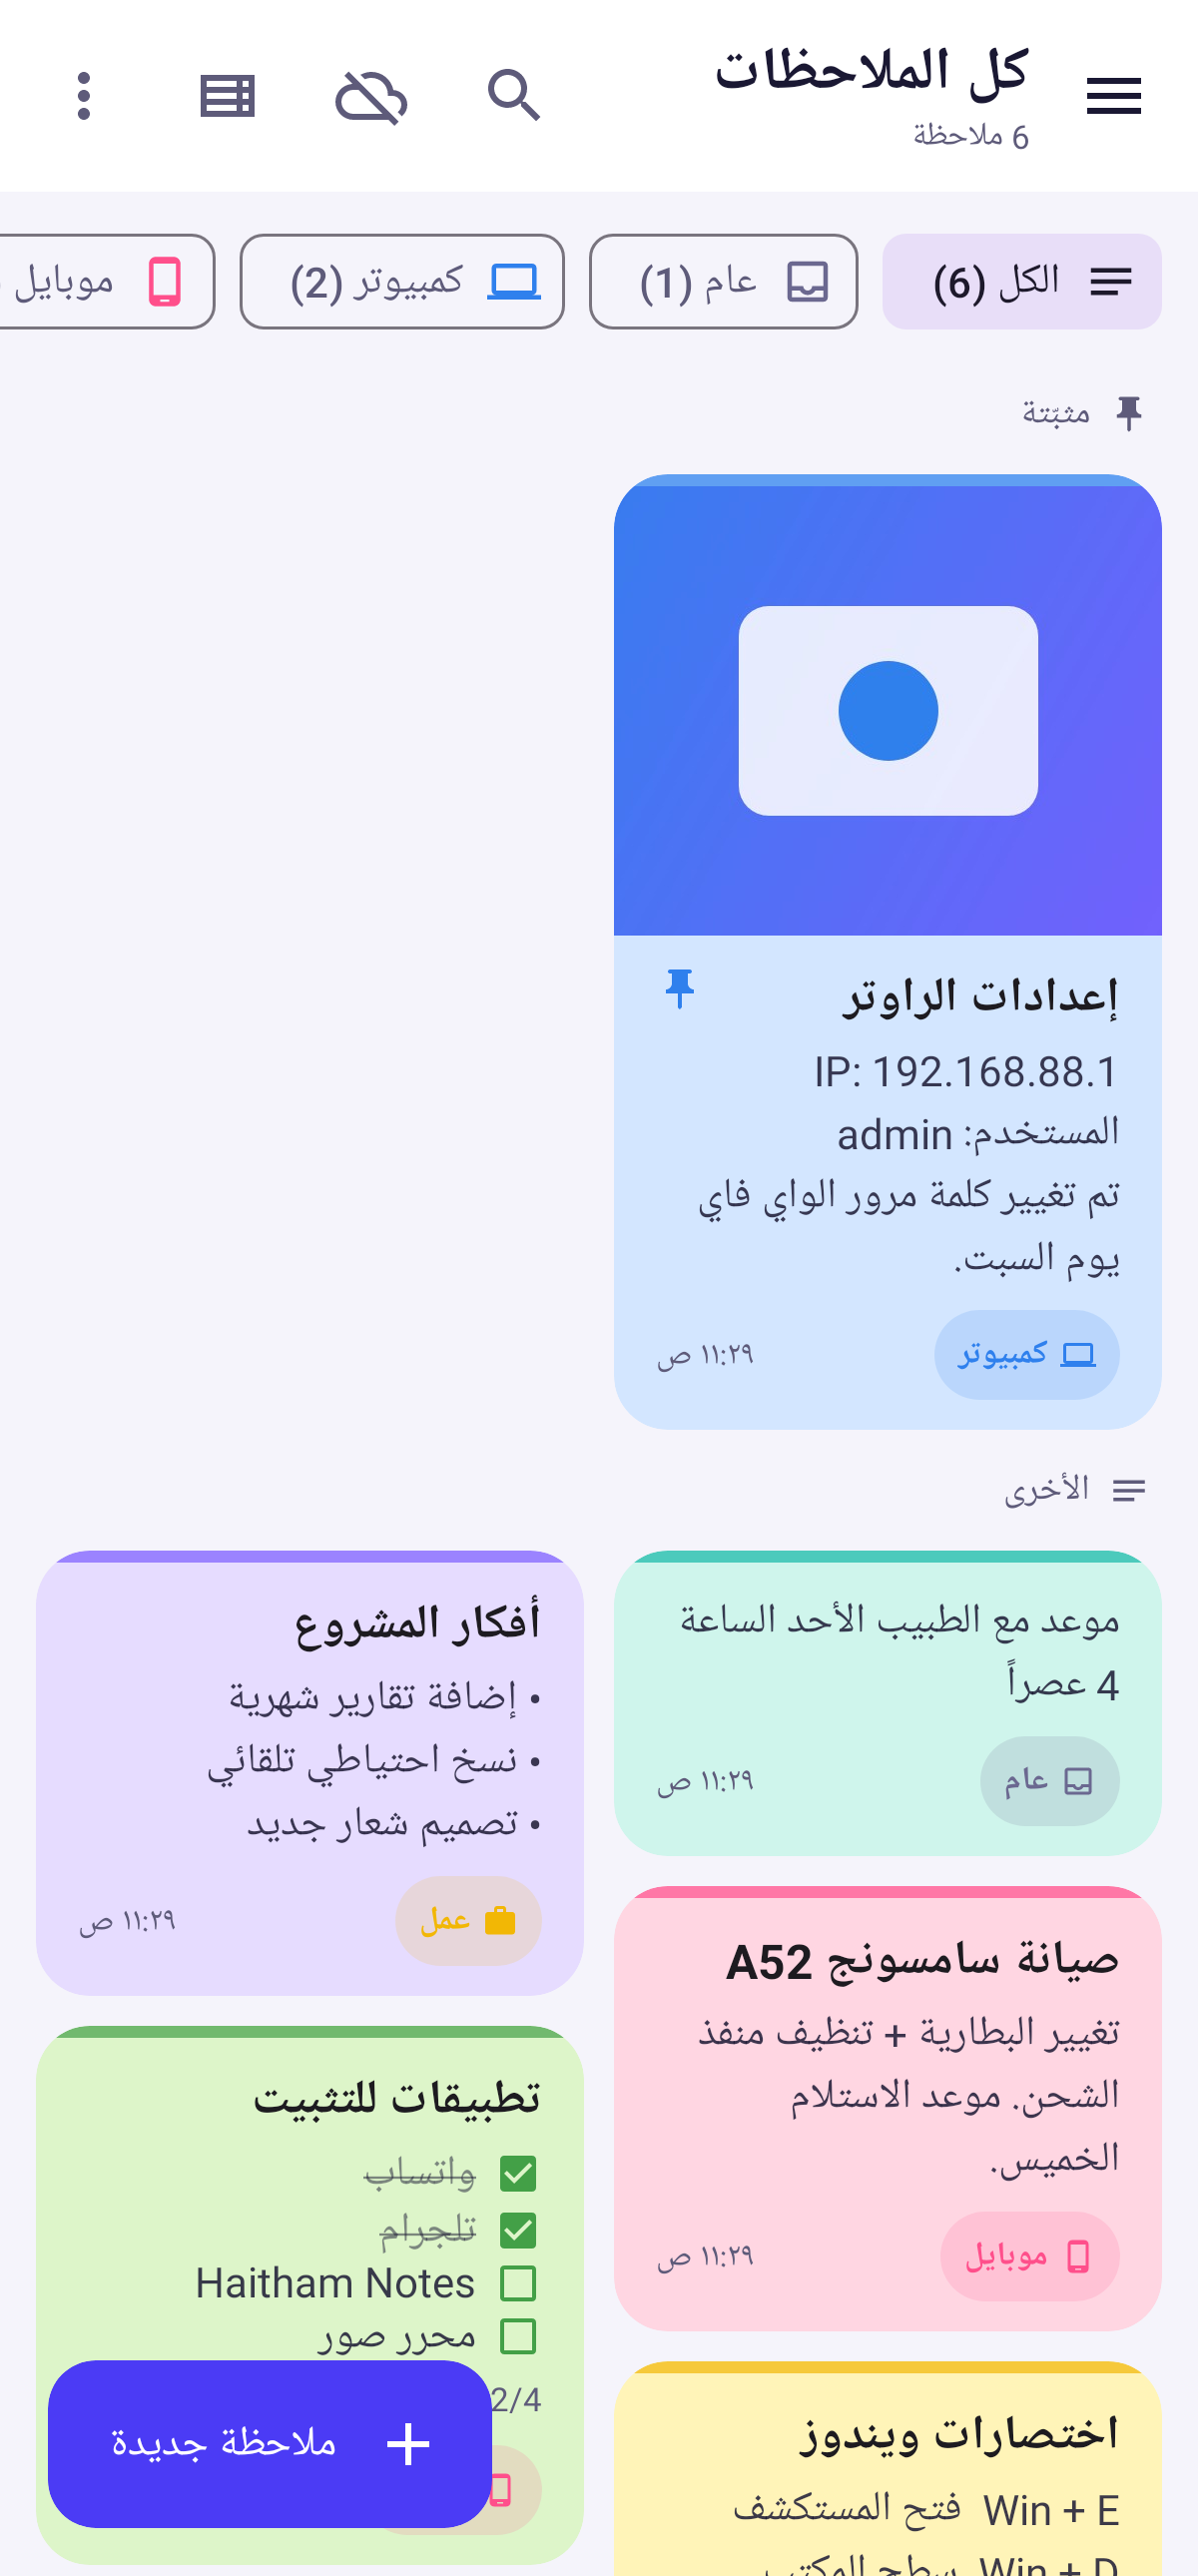 كل الملاحظات
6 ملاحظة
الكل (6)
عام (1)
كمبيوتر (2)
موبايل
مثبّتة
إعدادات الراوتر
IP: 192.168.88.1
المستخدم: admin
تم تغيير كلمة مرور الواي فاي
يوم السبت.
كمبيوتر
١١:٢٩ ص
الأخرى
موعد مع الطبيب الأحد الساعة
4 عصراً
عام
١١:٢٩ ص
أفكار المشروع
• إضافة تقارير شهرية
• نسخ احتياطي تلقائي
• تصميم شعار جديد
عمل
١١:٢٩ ص
صيانة سامسونج A52
تغيير البطارية + تنظيف منفذ
الشحن. موعد الاستلام
الخميس.
موبايل
١١:٢٩ ص
تطبيقات للتثبيت
واتساب
تلجرام
Haitham Notes
محرر صور
2/4
اختصارات ويندوز
Win + E فتح المستكشف
Win + D سطح المكتب
ملاحظة جديدة